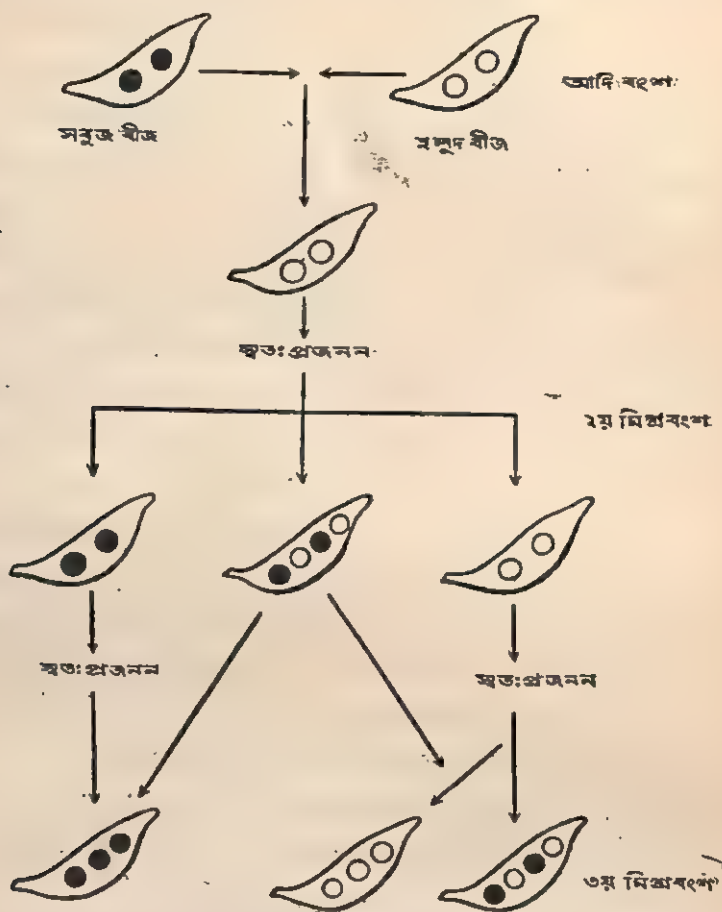 আদি বংশ
সবুজ বীজ
হলুদ বীজ
স্বতঃপ্রজনন
২য় মিশ্রবংশ
স্বতঃপ্রজনন
স্বতঃপ্রজনন
৩য় মিশ্রবংশ